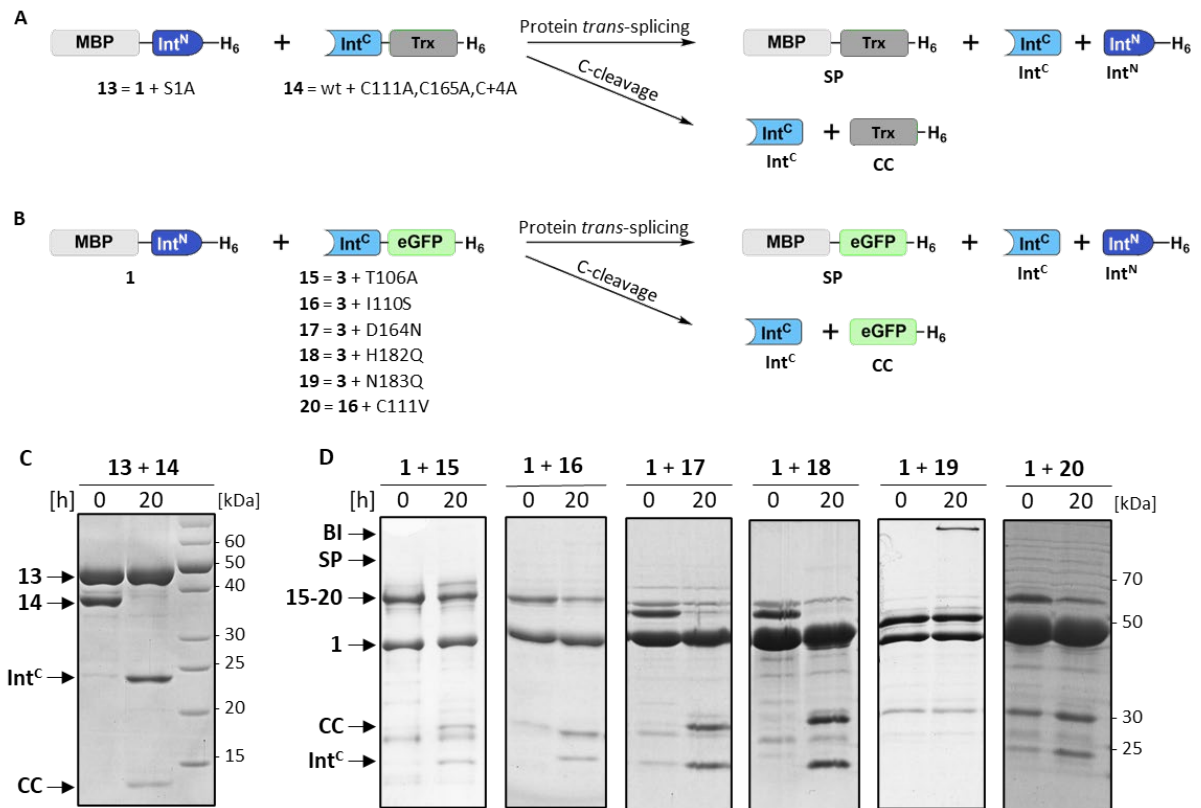 A
MBP Int^N H₆ + Int^C Trx H₆ Protein trans-splicing MBP Trx H₆ + Int^C + Int^N H₆
SP Int^C Int^N
13 = 1 + S1A 14 = wt + C111A,C165A,C+4A
C-cleavage
Int^C + Trx H₆
Int^C CC
B
MBP Int^N H₆ + Int^C eGFP H₆ Protein trans-splicing MBP eGFP H₆ + Int^C + Int^N H₆
1 SP Int^C Int^N
15 = 3 + T106A
C-cleavage
16 = 3 + I110S
17 = 3 + D164N
Int^C + eGFP H₆
18 = 3 + H182Q
Int^C CC
19 = 3 + N183Q
20 = 16 + C111V
C
13 + 14
[h] 0 20 [kDa]
60
50
13
40
14
30
25
Int^C
20
15
CC
D
1 + 15 1 + 16 1 + 17 1 + 18 1 + 19 1 + 20
[h] 0 20 0 20 0 20 0 20 0 20 0 20 [kDa]
BI
SP
70
15-20
50
1
CC
30
25
Int^C